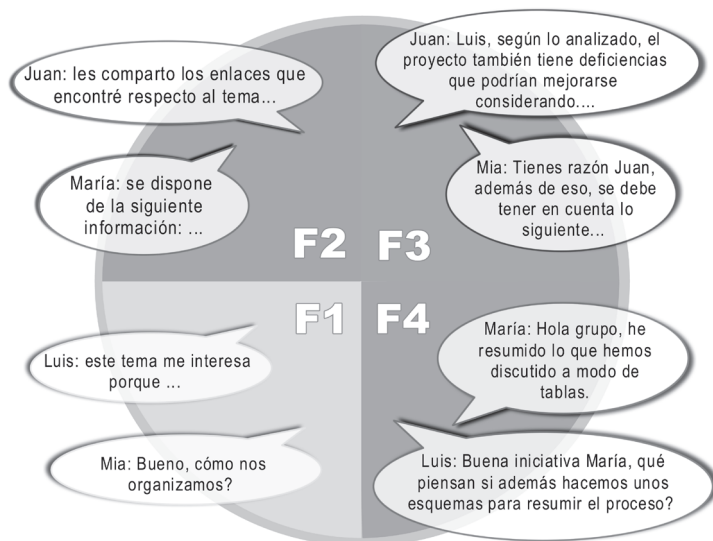 Juan: les comparto los enlaces que
encontré respecto al tema...
María: se dispone
de la siguiente
información: ...
Juan: Luis, según lo analizado, el
proyecto también tiene deficiencias
que podrían mejorarse
considerando....
Mia: Tienes razón Juan,
además de eso, se debe
tener en cuenta lo
siguiente...
F2 F3
F1 F4
Luis: este tema me interesa
porque ...
Mia: Bueno, cómo nos
organizamos?
María: Hola grupo, he
resumido lo que hemos
discutido a modo de
tablas.
Luis: Buena iniciativa María, qué
piensan si además hacemos unos
esquemas para resumir el proceso?